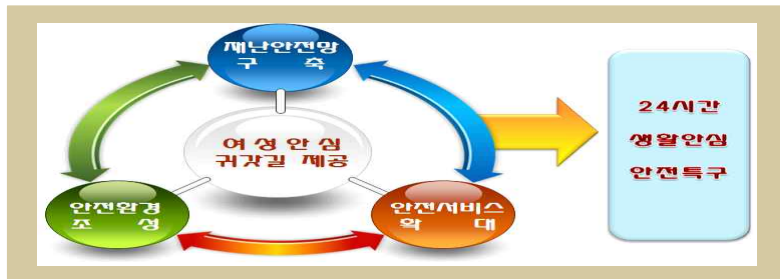 재난안전망
구 축
여성안심
귀갓길 제공
안전환경
조 성
안전서비스
확 대
24시간
생활안심
안전특구